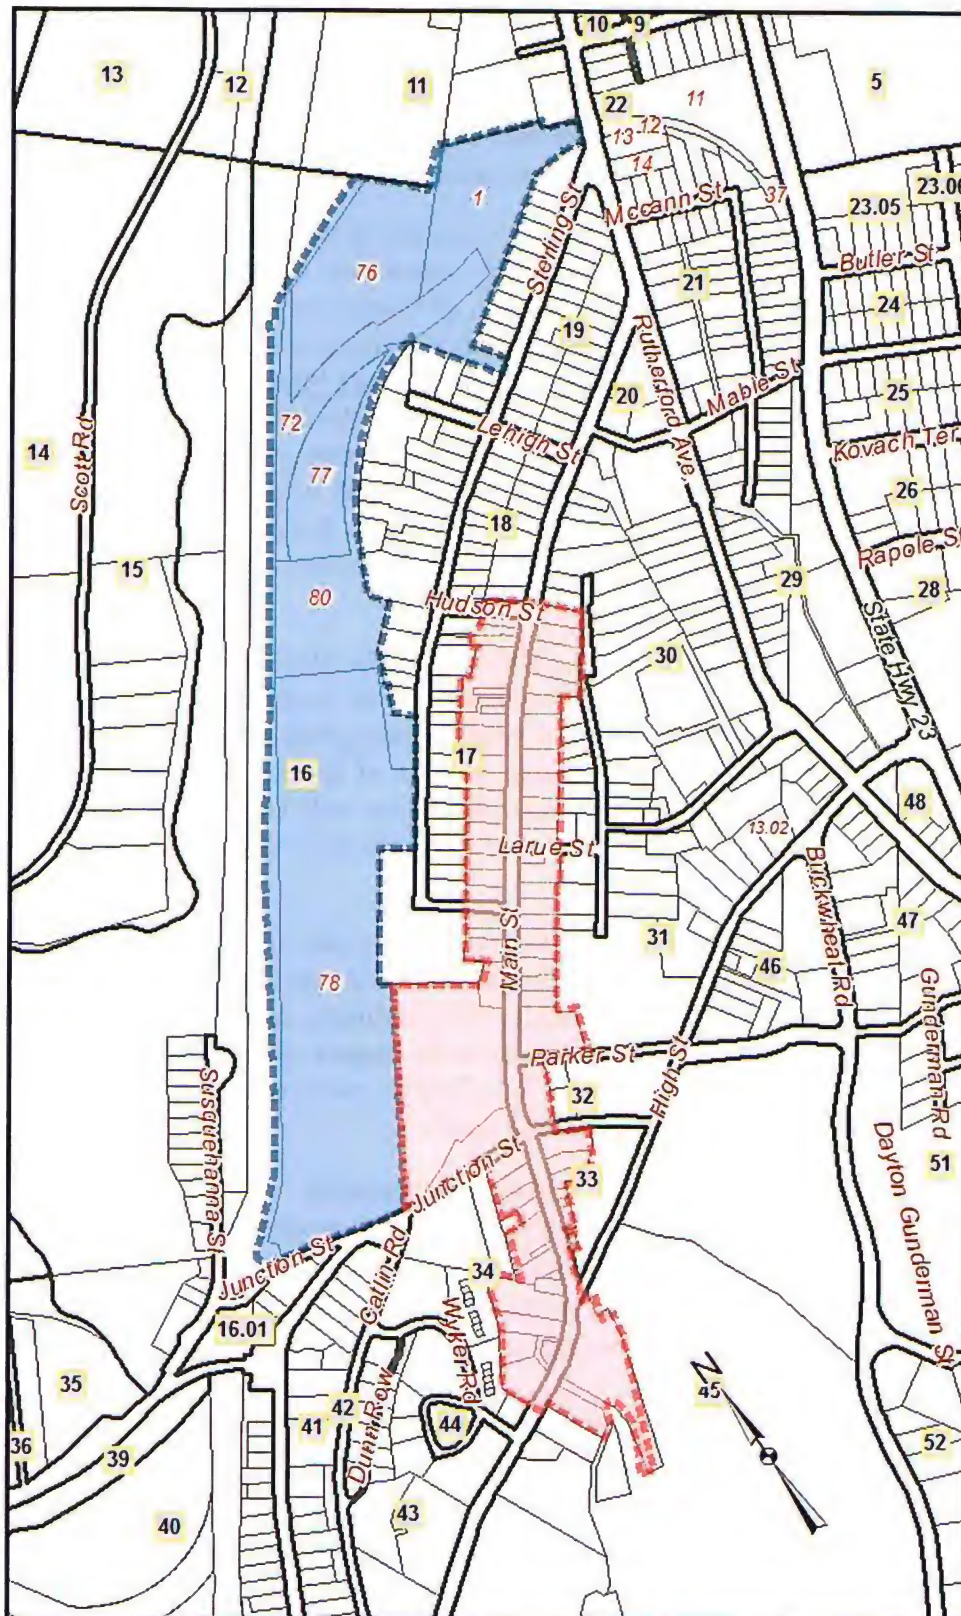 10
9
13
12
11
5
22
11
12
13
14
37
Mccann St
1
Sterling St
23.05
23.06
Butler St
76
21
24
19
Rutherford Ave
20
Mabie St
25
72
Lehigh St
Kovach Ter
14
Scott Rd
77
26
18
Rapole St
15
29
28
80
Hudson St
State Hwy 23
30
16
17
48
13.02
Larue St
Buckwheat Rd
47
31
46
Main St
78
Gunderman Rd
Parker St
High St
Susquehanna St
32
Dayton Gunderman St
51
Junction St
33
Junction St
Catlin Rd
34
16.01
Wyker Rd
35
N
45
42
41
Dunn Row
44
36
39
52
43
40